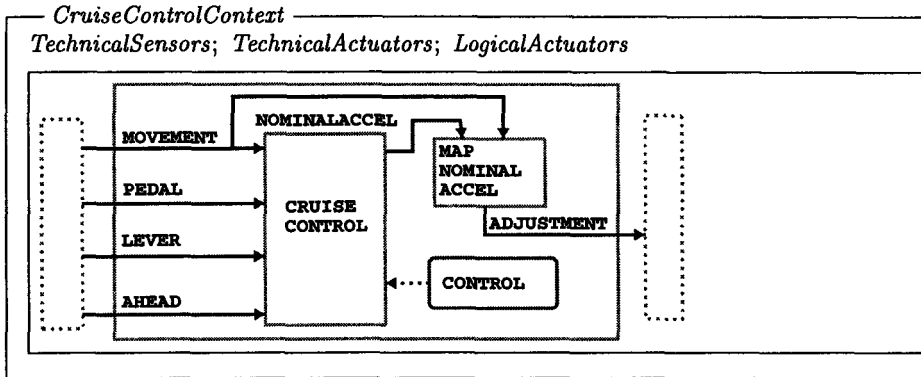 CruiseControlContext
TechnicalSensors; TechnicalActuators; LogicalActuators
MOVEMENT
NOMINALACCEL
MAP
NOMINAL
ACCEL
PEDAL
CRUISE
CONTROL
ADJUSTMENT
LEVER
CONTROL
AHEAD